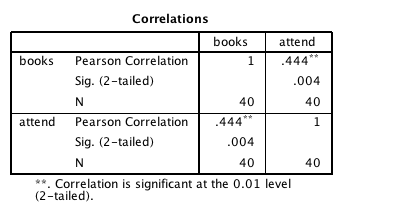 Correlations
books attend
books Pearson Correlation 1 .444**
Sig. (2-tailed) .004
N 40 40
attend Pearson Correlation .444** 1
Sig. (2-tailed) .004
N 40 40
**. Correlation is significant at the 0.01 level
(2-tailed).